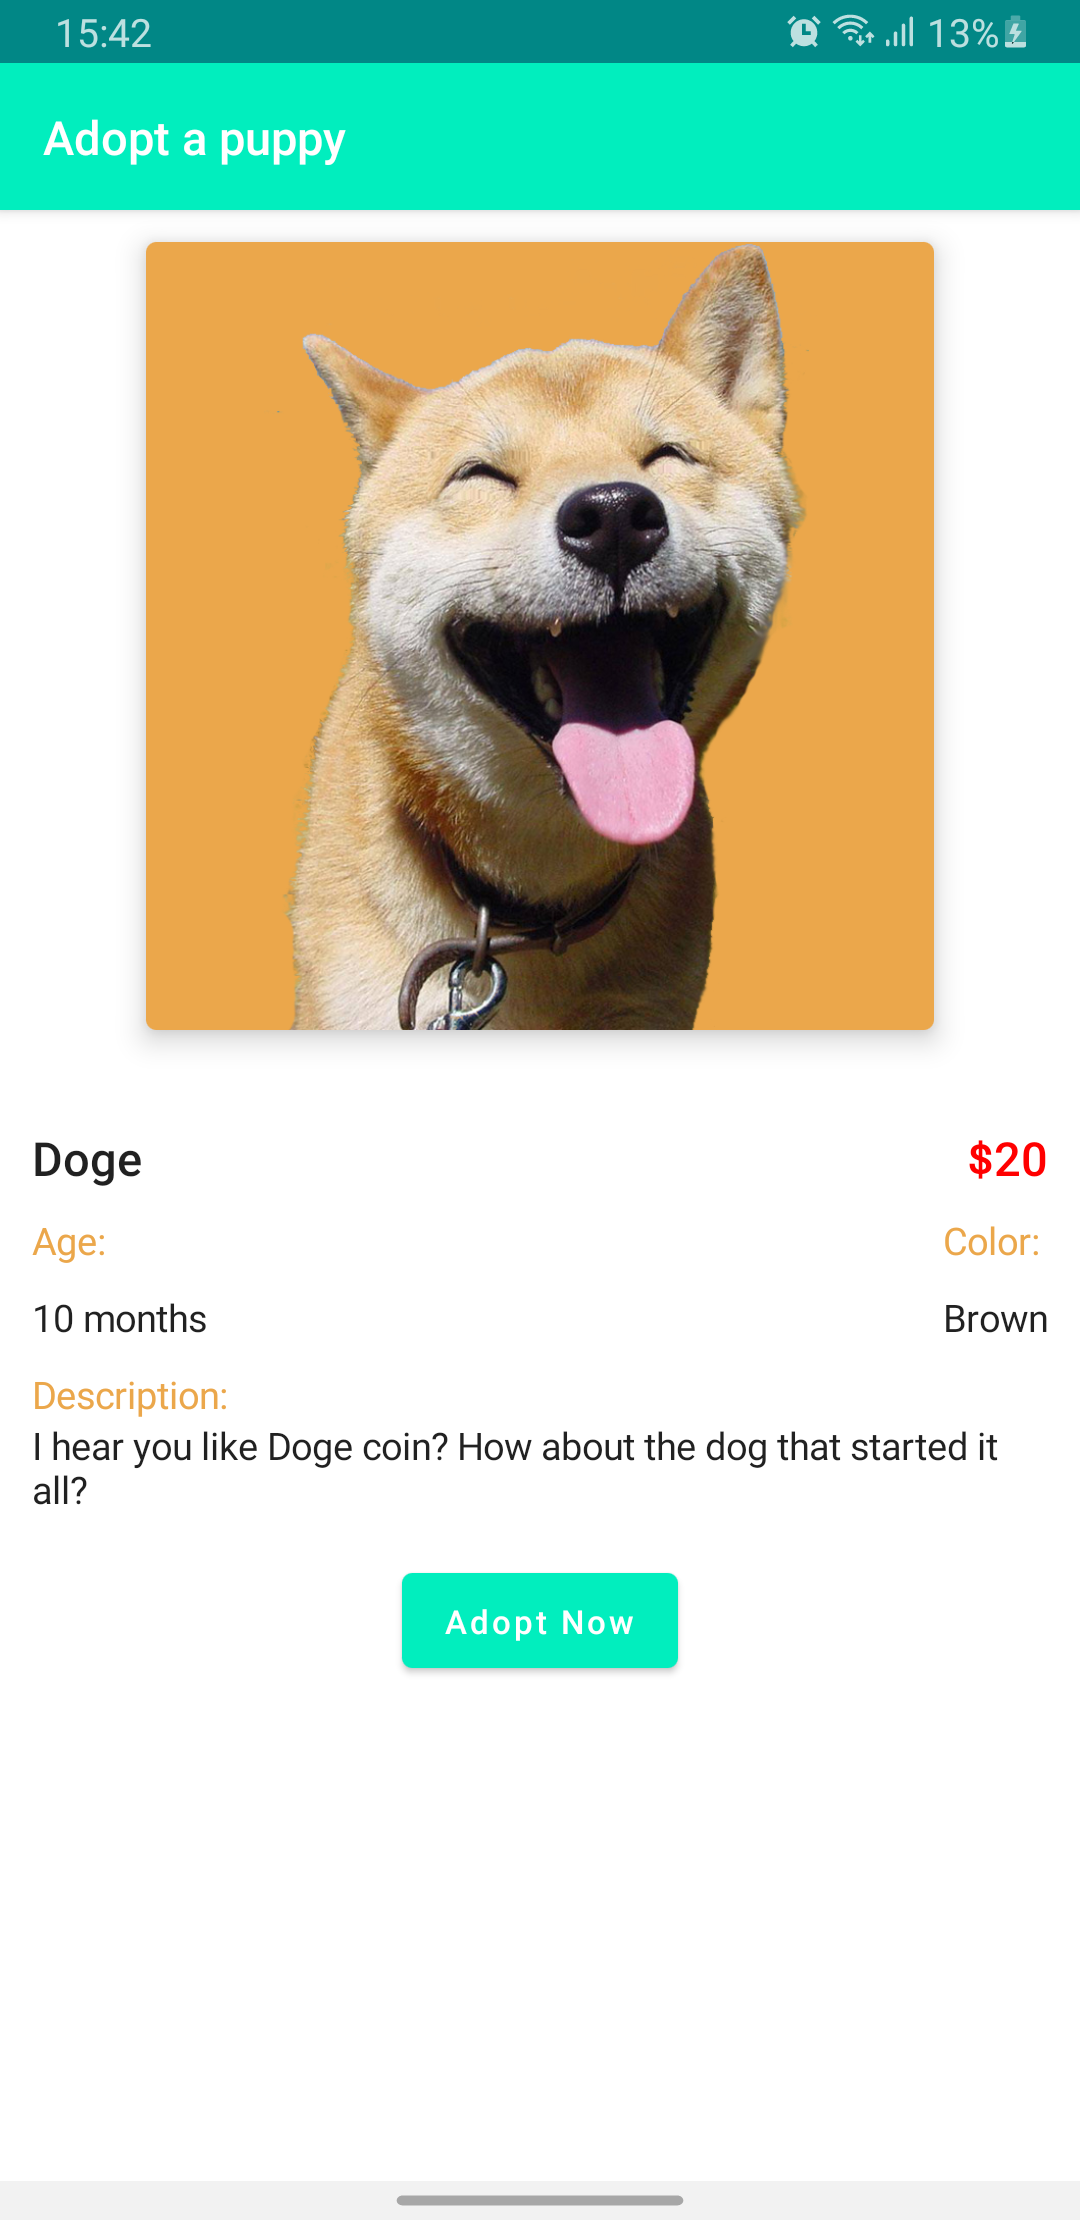 15:42 13%
Adopt a puppy
Doge $20
Age: Color:
10 months Brown
Description:
I hear you like Doge coin? How about the dog that started it
all?
Adopt Now